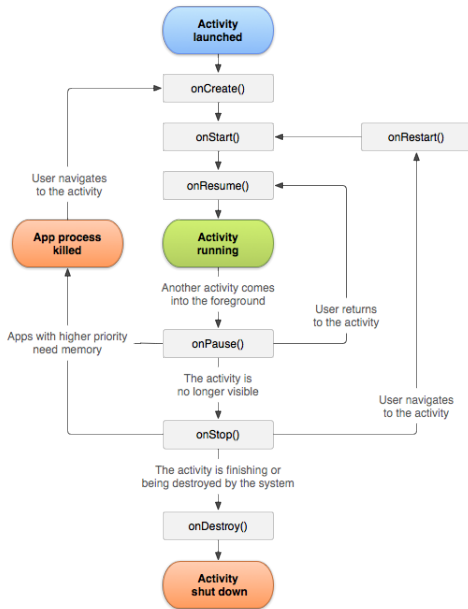 Activity
launched
onCreate()
onStart()
onRestart()
User navigates
to the activity
onResume()
App process
killed
Activity
running
Another activity comes
into the foreground
User returns
to the activity
Apps with higher priority
need memory
onPause()
The activity is
no longer visible
User navigates
to the activity
onStop()
The activity is finishing or
being destroyed by the system
onDestroy()
Activity
shut down